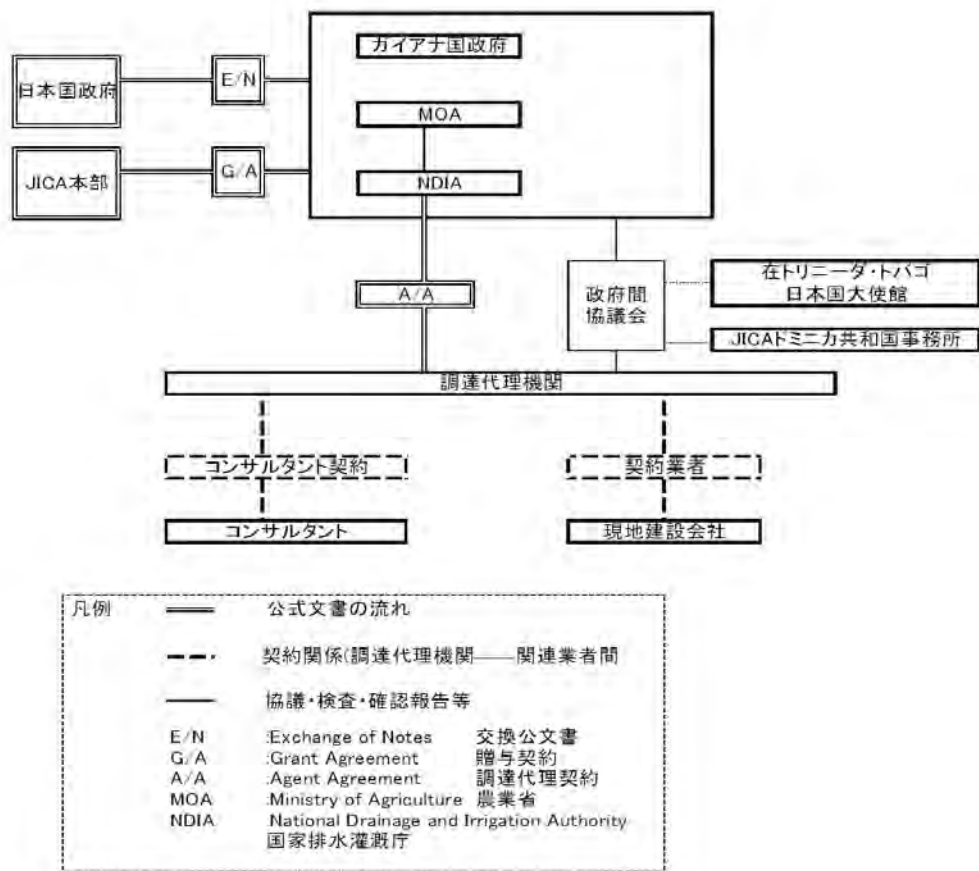 ガイアナ国政府
日本国政府
E/N
MOA
JICA本部
G/A
NDIA
A/A
政府間
協議会
在トリニーダ・トバゴ
日本国大使館
JICAドミニカ共和国事務所
調達代理機関
コンサルタント契約
契約業者
コンサルタント
現地建設会社
凡例
公式文書の流れ
契約関係(調達代理機関――関連業者間
協議・検査・確認報告等
E/N :Exchange of Notes 交換公文書
G/A :Grant Agreement 贈与契約
A/A :Agent Agreement 調達代理契約
MOA :Ministry of Agriculture 農業省
NDIA :National Drainage and Irrigation Authority
国家排水灌漑庁